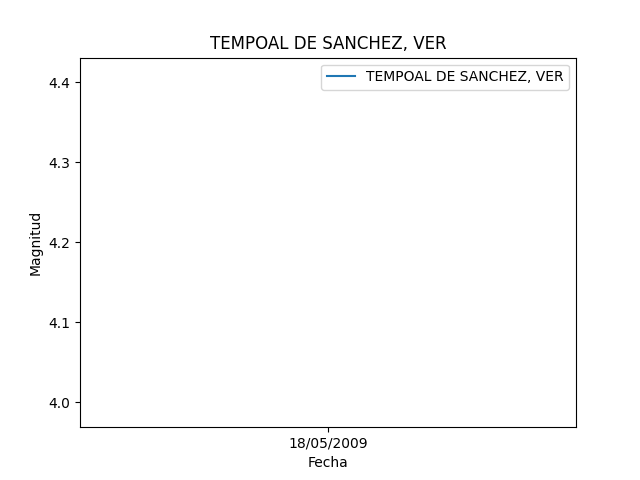 TEMPOAL DE SANCHEZ, VER
TEMPOAL DE SANCHEZ, VER
4.4
4.3
4.2
4.1
4.0
Magnitud
18/05/2009
Fecha